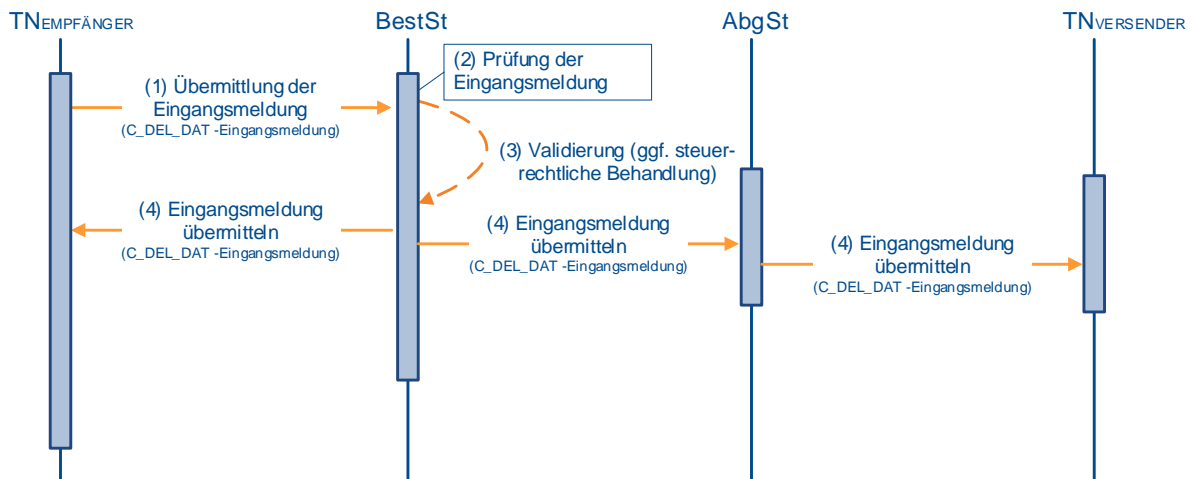 TNEMPFÄNGER
BestSt
AbgSt
TNVERSENDER
(2) Prüfung der
Eingangsmeldung
(1) Übermittlung der
Eingangsmeldung
(C_DEL_DAT -Eingangsmeldung)
(3) Validierung (ggf. steuer-
rechtliche Behandlung)
(4) Eingangsmeldung
übermitteln
(C_DEL_DAT -Eingangsmeldung)
(4) Eingangsmeldung
übermitteln
(C_DEL_DAT -Eingangsmeldung)
(4) Eingangsmeldung
übermitteln
(C_DEL_DAT -Eingangsmeldung)